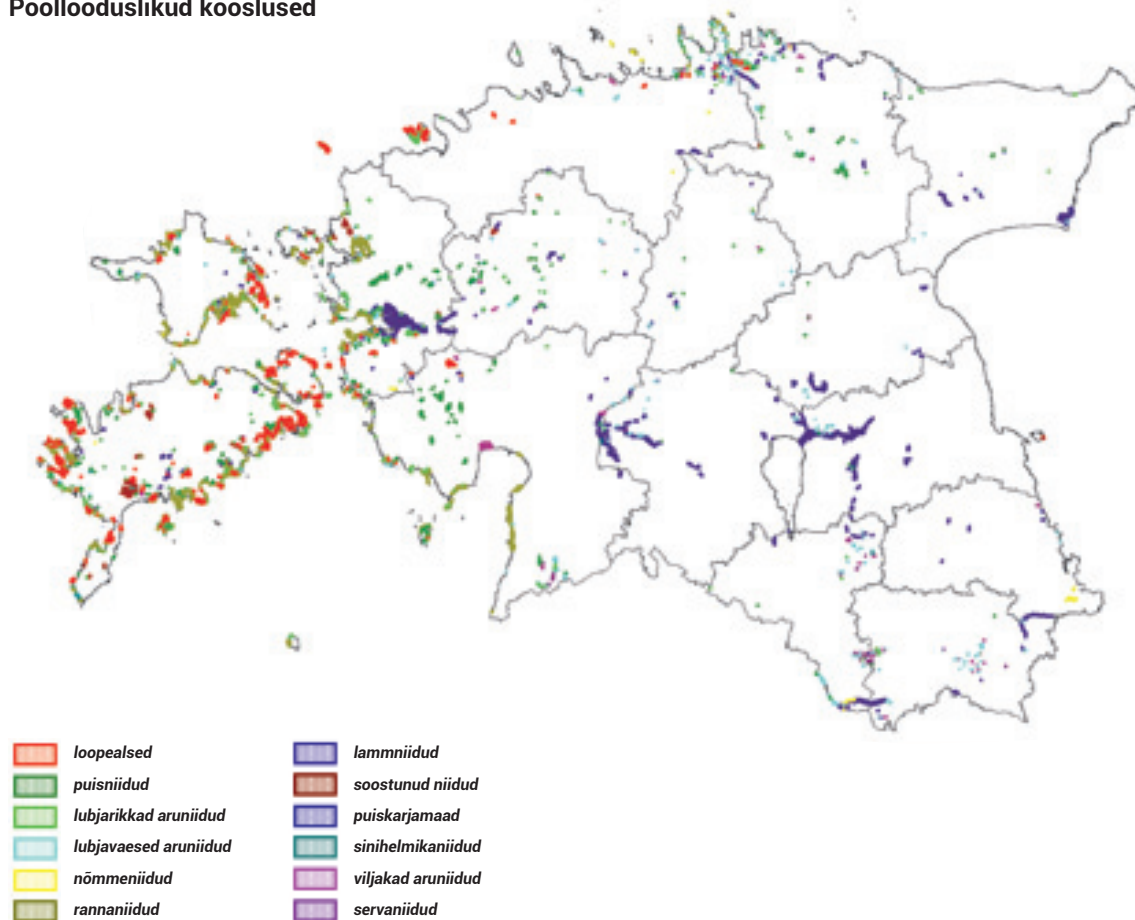 Poollooduslikud kooslused
loopealsed
puisniidud
lubjarikkad aruniidud
lubjavaesed aruniidud
nõmmeniidud
rannaniidud
lammniidud
soostunud niidud
puiskarjamaad
sinihelmikaniidud
viljakad aruniidud
servaniidud